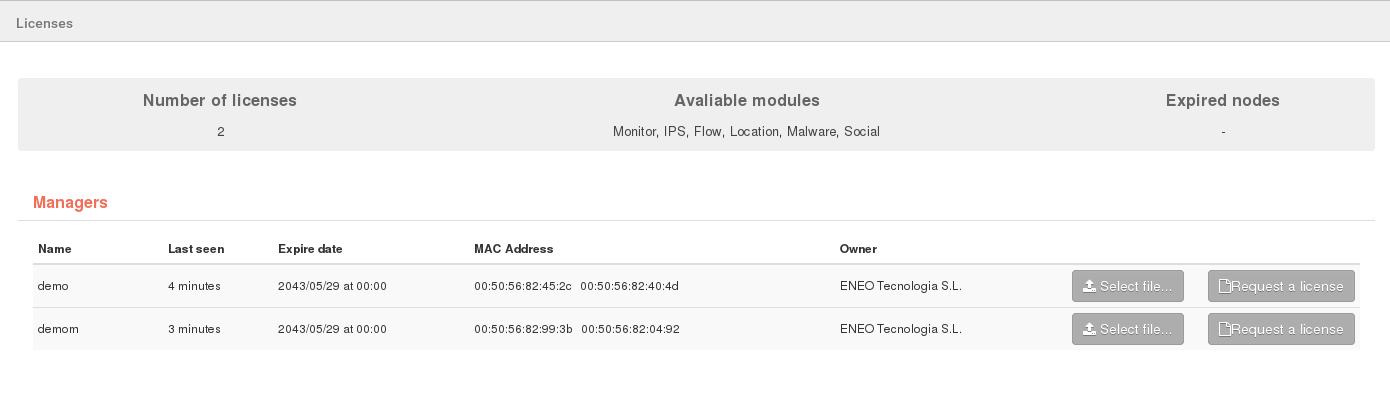 Licenses
Number of licenses Avaliable modules Expired nodes
2 Monitor, IPS, Flow, Location, Malware, Social -
Managers
Name Last seen Expire date MAC Address Owner
demo 4 minutes 2043/05/29 at 00:00 00:50:56:82:45:2c 00:50:56:82:40:4d ENEO Tecnologia S.L. Select file... Request a license
demom 3 minutes 2043/05/29 at 00:00 00:50:56:82:99:3b 00:50:56:82:04:92 ENEO Tecnologia S.L. Select file... Request a license